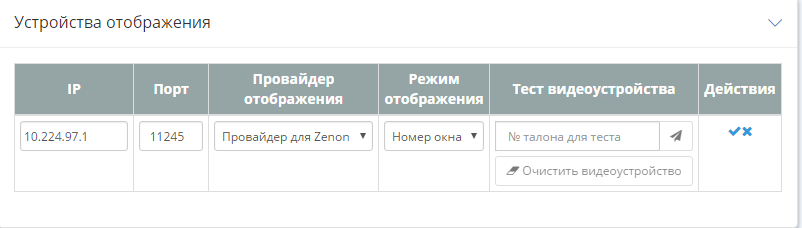 Устройства отображения
IP
Порт
Провайдер
отображения
Режим
отображения
Тест видеоустройства
Действия
10.224.97.1
11245
Провайдер для Zenon
Номер окна
№ талона для теста
Очистить видеоустройство